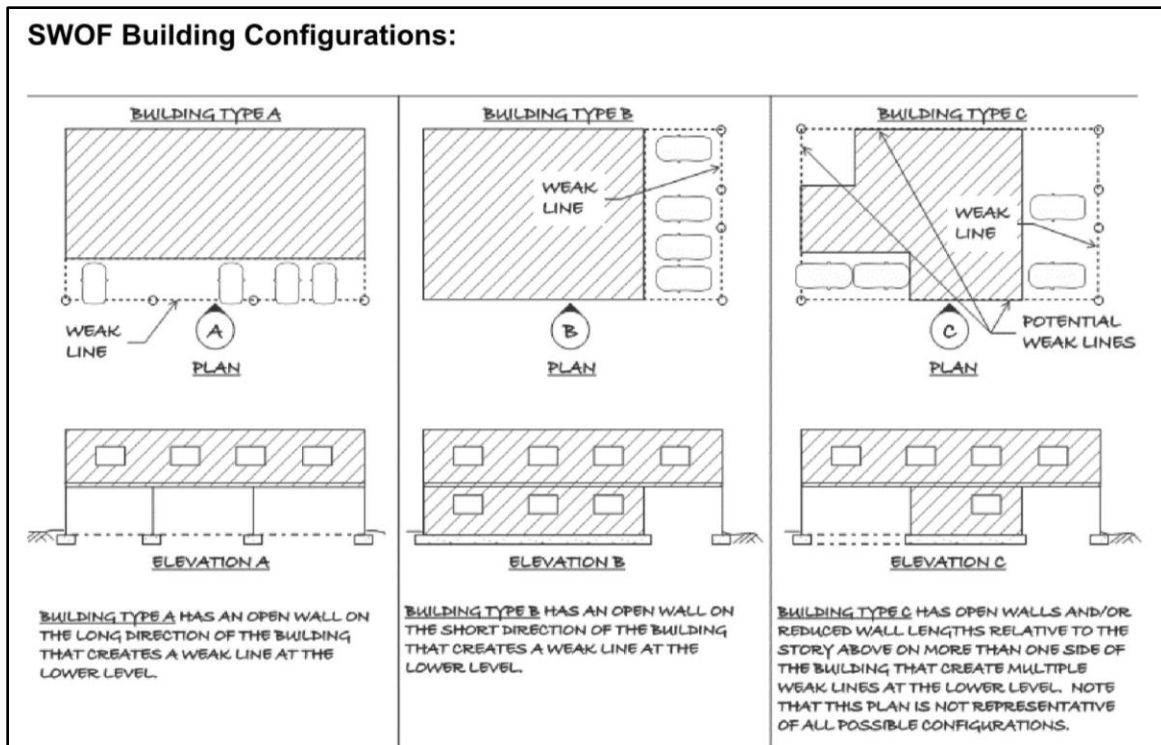 SWOF Building Configurations:
BUILDING TYPE A
WEAK
LINE
A
PLAN
ELEVATION A
BUILDING TYPE A HAS AN OPEN WALL ON
THE LONG DIRECTION OF THE BUILDING
THAT CREATES A WEAK LINE AT THE
LOWER LEVEL.
BUILDING TYPE B
WEAK
LINE
B
PLAN
ELEVATION B
BUILDING TYPE B HAS AN OPEN WALL ON
THE SHORT DIRECTION OF THE BUILDING
THAT CREATES A WEAK LINE AT THE
LOWER LEVEL.
BUILDING TYPE C
WEAK
LINE
C
POTENTIAL
WEAK LINES
PLAN
ELEVATION C
BUILDING TYPE C HAS OPEN WALLS AND/OR
REDUCED WALL LENGTHS RELATIVE TO THE
STORY ABOVE ON MORE THAN ONE SIDE OF
THE BUILDING THAT CREATE MULTIPLE
WEAK LINES AT THE LOWER LEVEL. NOTE
THAT THIS PLAN IS NOT REPRESENTATIVE
OF ALL POSSIBLE CONFIGURATIONS.